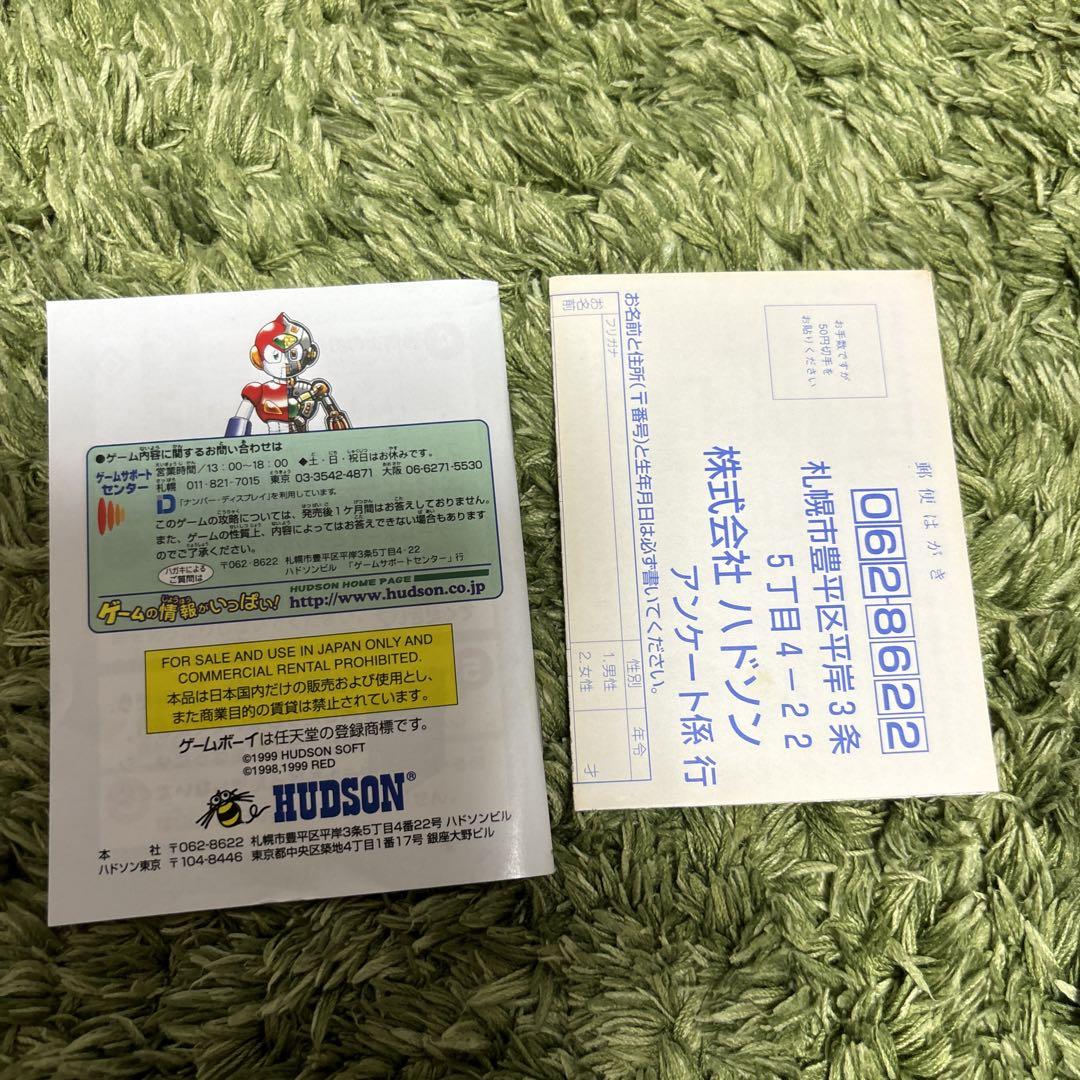 ●ゲーム内容に関するお問い合わせは
ゲームサポートセンター
営業時間/13:00〜18:00 ◆土・日・祝日はお休みです。
札幌 011-821-7015 東京 03-3542-4871 大阪 06-6271-5530
D 「ナンバー・ディスプレイ」を利用しています。
このゲームの攻略については、発売後1ヶ月間はお答えしておりません。
また、ゲームの性質上、内容によってはお答えできない場合もあります
のでご了承ください。
ハガキによるご質問は
〒062-8622 札幌市豊平区平岸3条5丁目4-22
ハドソンビル 「ゲームサポートセンター」行
HUDSON HOME PAGE
ゲームの情報がいっぱい! http://www.hudson.co.jp
FOR SALE AND USE IN JAPAN ONLY AND
COMMERCIAL RENTAL PROHIBITED.
本品は日本国内だけの販売および使用とし、
また商業目的の賃貸は禁止されています。
ゲームボーイは任天堂の登録商標です。
©1999 HUDSON SOFT
©1998,1999 RED
HUDSON®
本 社 〒062-8622 札幌市豊平区平岸3条5丁目4番22号 ハドソンビル
ハドソン東京 〒104-8446 東京都中央区築地4丁目1番17号 銀座大野ビル
郵便はがき
0628622
お手数ですが
50円切手を
お貼りください
札幌市豊平区平岸3条
5丁目4-22
株式会社 ハドソン
アンケート係 行
お名前と住所(〒番号)と生年月日は必ず書いてください。
フリガナ
お名前
性別
1.男性
2.女性
年令
才